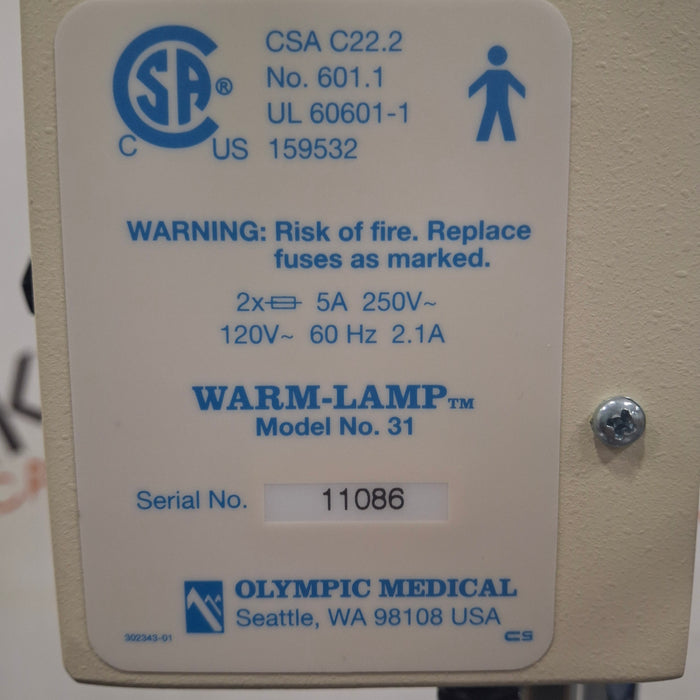 CSA ®
C US
CSA C22.2
No. 601.1
UL 60601-1
159532
WARNING: Risk of fire. Replace
fuses as marked.
2x 5A 250V~
120V~ 60 Hz 2.1A
WARM-LAMP™
Model No. 31
Serial No. 11086
OLYMPIC MEDICAL
Seattle, WA 98108 USA
302343-01
CS